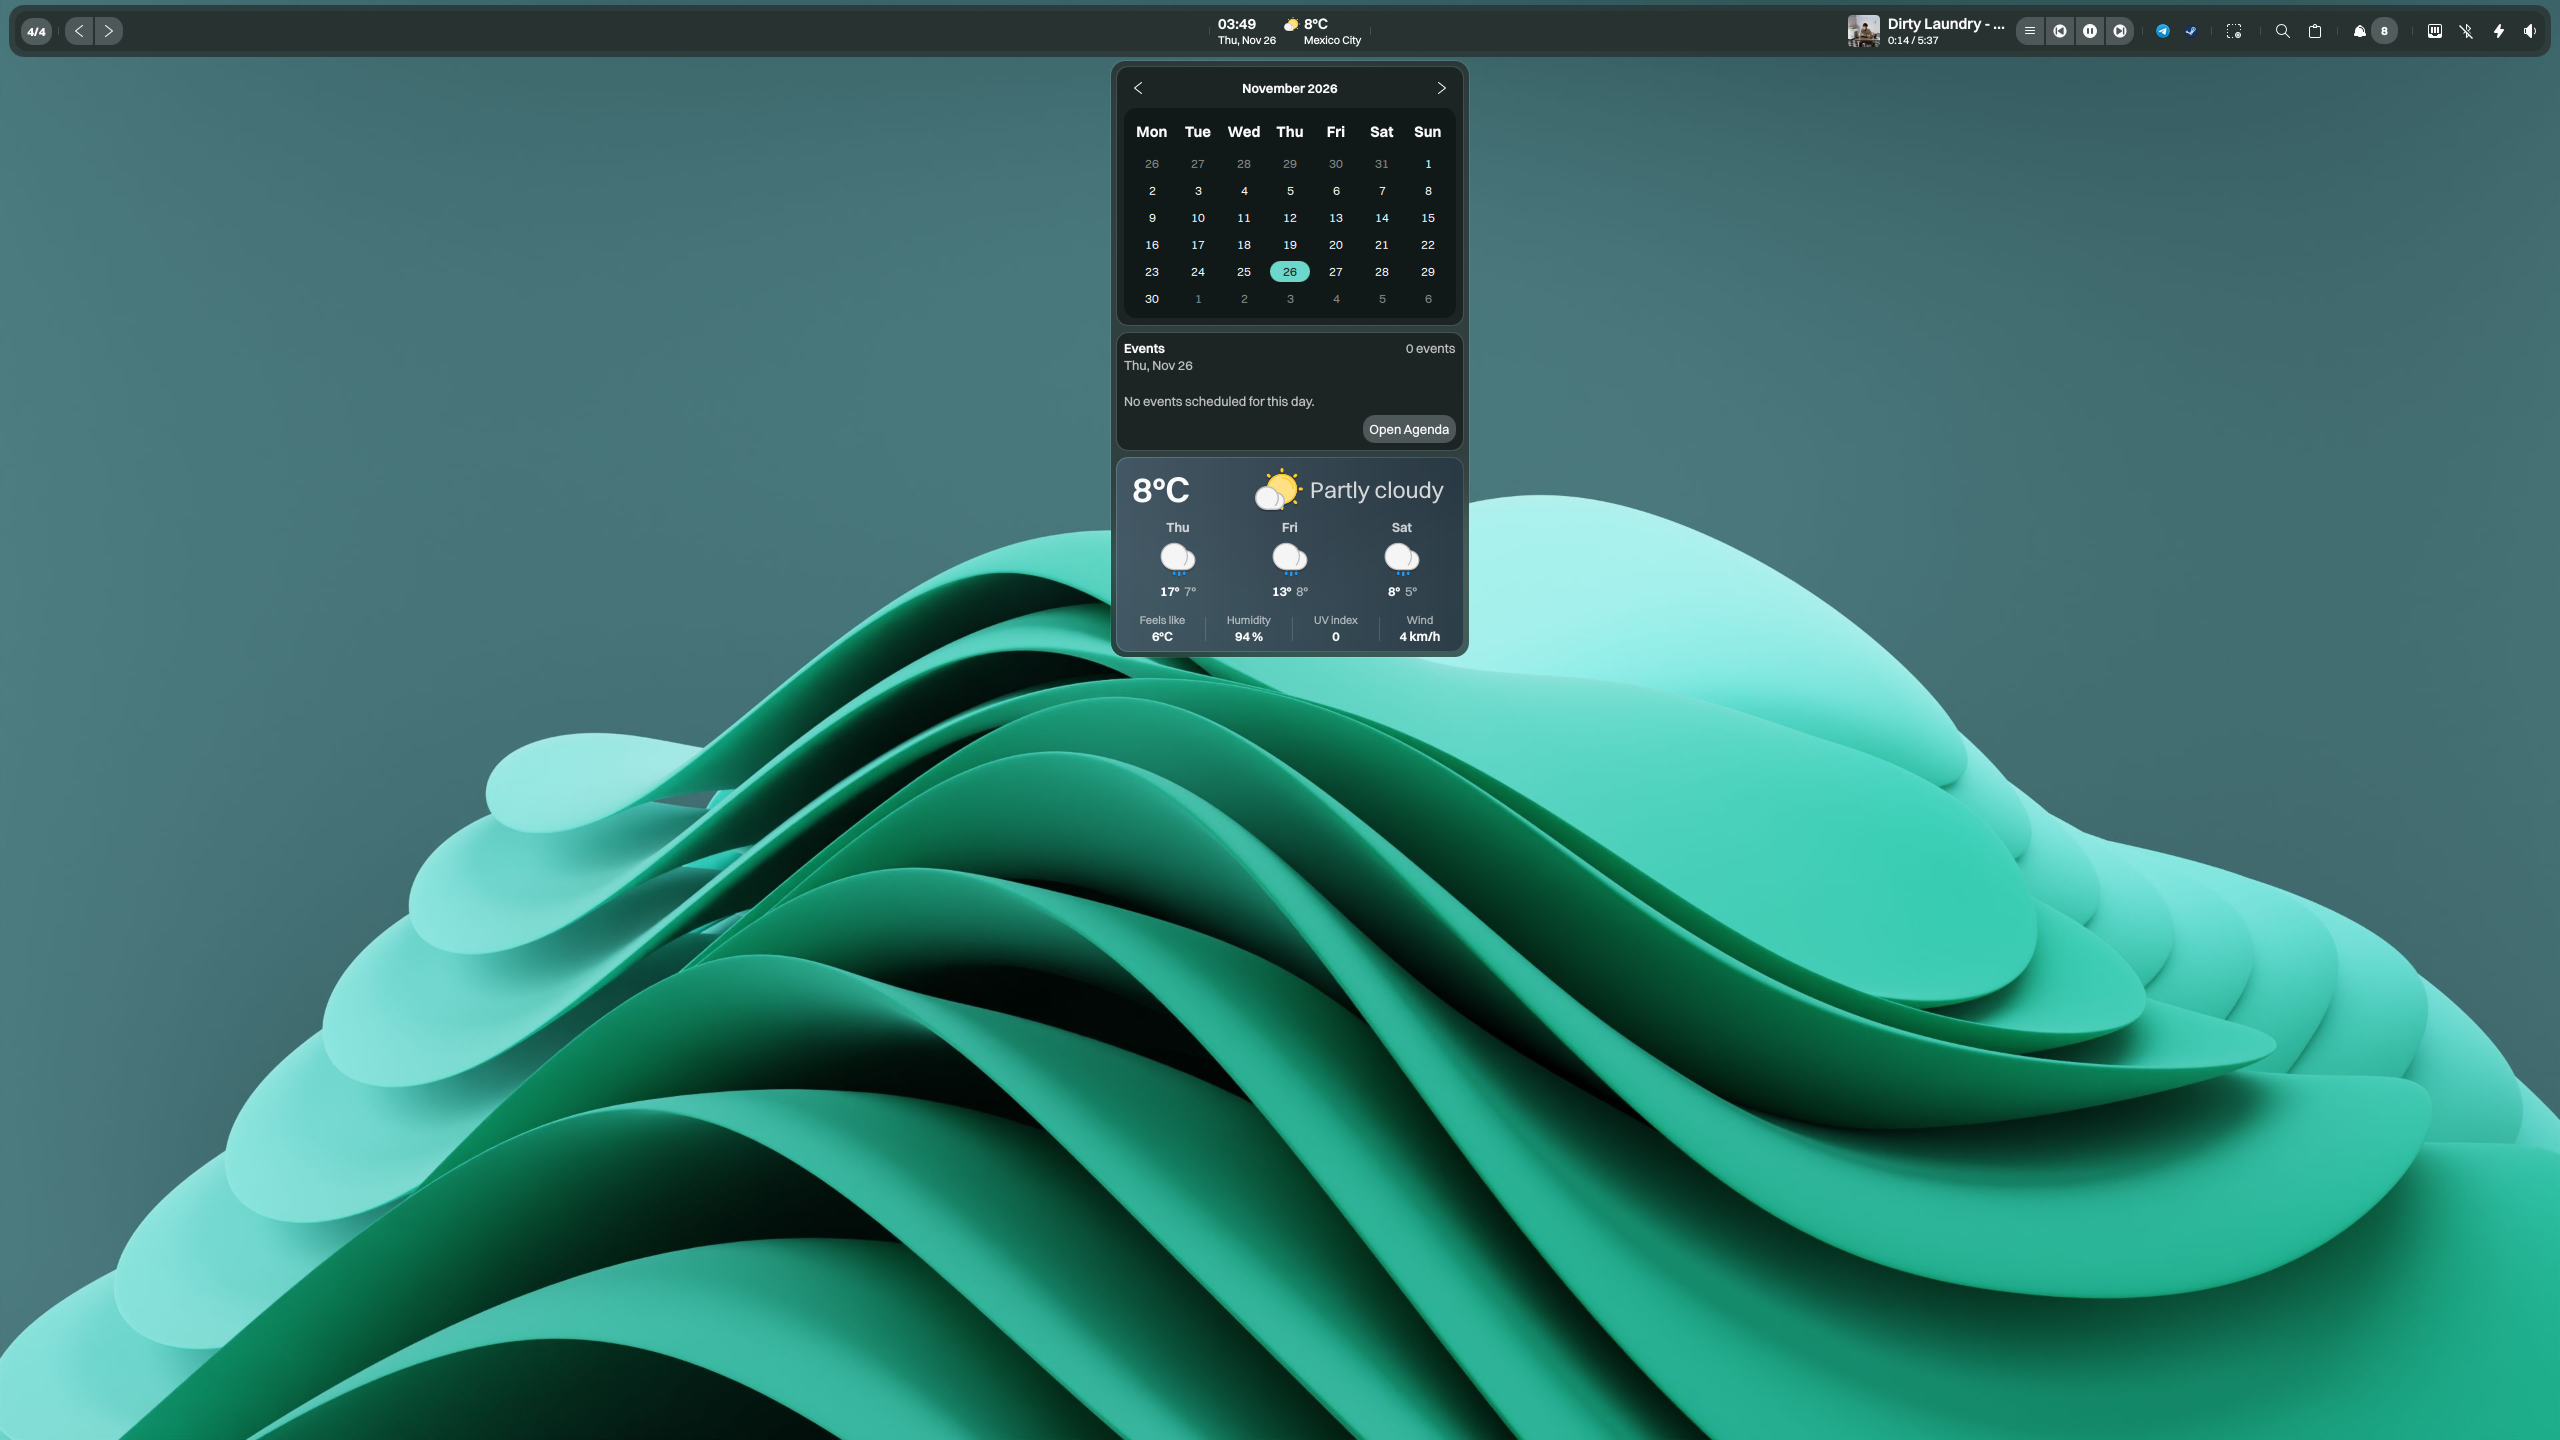 4/4
03:49
8°C
Thu, Nov 26
Mexico City
Dirty Laundry - ...
0:14 / 5:37
8
November 2026
Mon Tue Wed Thu Fri Sat Sun
26 27 28 29 30 31 1
2 3 4 5 6 7 8
9 10 11 12 13 14 15
16 17 18 19 20 21 22
23 24 25 26 27 28 29
30 1 2 3 4 5 6
Events
0 events
Thu, Nov 26
No events scheduled for this day.
Open Agenda
8°C
Partly cloudy
Thu Fri Sat
17° 7° 13° 8° 8° 5°
Feels like Humidity UV index Wind
6°C 94 % 0 4 km/h